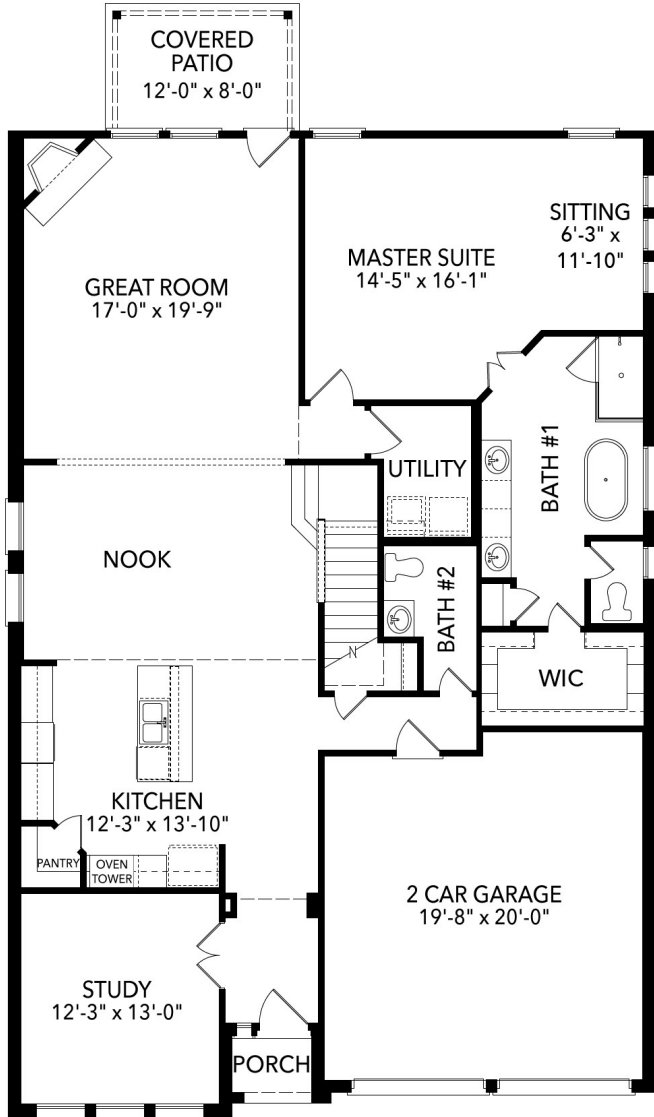 COVERED
PATIO
12'-0" x 8'-0"
SITTING
6'-3" x
11'-10"
MASTER SUITE
14'-5" x 16'-1"
GREAT ROOM
17'-0" x 19'-9"
BATH #1
UTILITY
NOOK
BATH #2
N
WIC
KITCHEN
12'-3" x 13'-10"
PANTRY
OVEN
TOWER
2 CAR GARAGE
19'-8" x 20'-0"
STUDY
12'-3" x 13'-0"
PORCH